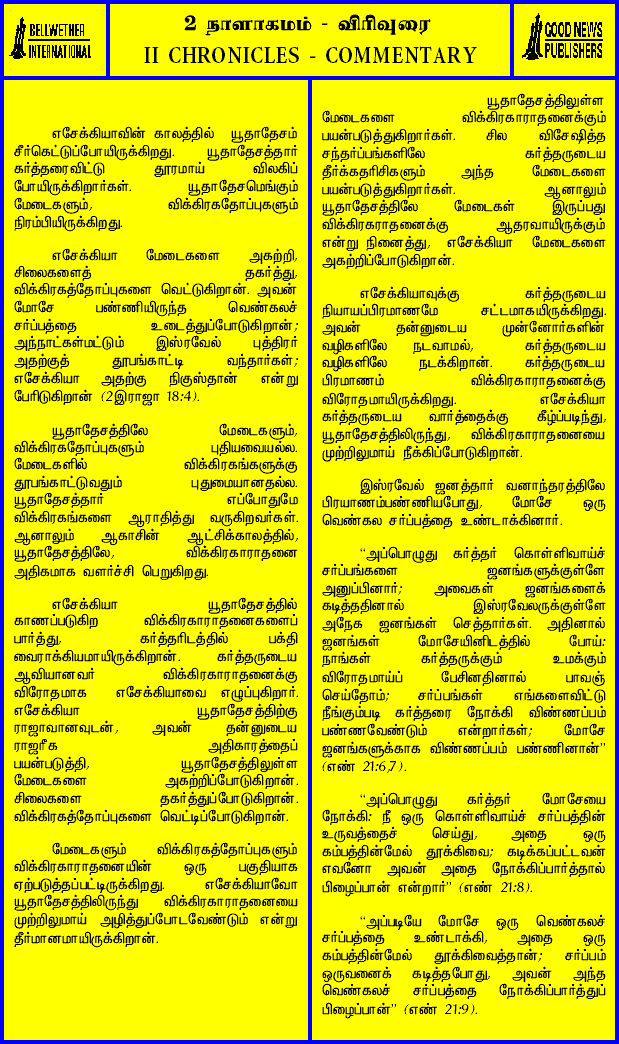 BELLWETHER
INTERNATIONAL
2 நாளாகமம் - விரிவுரை
II CHRONICLES - COMMENTARY
GOOD NEWS
PUBLISHERS
எசேக்கியாவின் காலத்தில் யூதாதேசம்
சீர்கெட்டுப்போயிருக்கிறது. யூதாதேசத்தார்
கர்த்தரைவிட்டு தூரமாய் விலகிப்
போயிருக்கிறார்கள். யூதாதேசமெங்கும்
மேடைகளும், விக்கிரகதோப்புகளும்
நிரம்பியிருக்கிறது.
எசேக்கியா மேடைகளை அகற்றி,
சிலைகளைத் தகர்த்து,
விக்கிரகத்தோப்புகளை வெட்டுகிறான். அவன்
மோசே பண்ணியிருந்த வெண்கலச்
சர்ப்பத்தை உடைத்துப்போடுகிறான்;
அந்நாட்கள்மட்டும் இஸ்ரவேல் புத்திரர்
அதற்குத் தூபங்காட்டி வந்தார்கள்;
எசேக்கியா அதற்கு நிகுஸ்தான் என்று
பேரிடுகிறான் (2இராஜா 18:4).
யூதாதேசத்திலே மேடைகளும்,
விக்கிரகதோப்புகளும் புதியவையல்ல.
மேடைகளில் விக்கிரகங்களுக்கு
தூபங்காட்டுவதும் புதுமையானதல்ல.
யூதாதேசத்தார் எப்போதுமே
விக்கிரகங்களை ஆராதித்து வருகிறவர்கள்.
ஆனாலும் ஆகாசின் ஆட்சிக்காலத்தில்,
யூதாதேசத்திலே, விக்கிரகாராதனை
அதிகமாக வளர்ச்சி பெறுகிறது.
எசேக்கியா யூதாதேசத்தில்
காணப்படுகிற விக்கிரகாராதனைகளைப்
பார்த்து, கர்த்தரிடத்தில் பக்தி
வைராக்கியமாயிருக்கிறான். கர்த்தருடைய
ஆவியானவர் விக்கிரகாராதனைக்கு
விரோதமாக எசேக்கியாவை எழுப்புகிறார்.
எசேக்கியா யூதாதேசத்திற்கு
ராஜாவானவுடன், அவன் தன்னுடைய
ராஜரீக அதிகாரத்தைப்
பயன்படுத்தி, யூதாதேசத்திலுள்ள
மேடைகளை அகற்றிப்போடுகிறான்.
சிலைகளை தகர்த்துப்போடுகிறான்.
விக்கிரகத்தோப்புகளை வெட்டிப்போடுகிறான்.
மேடைகளும் விக்கிரகத்தோப்புகளும்
விக்கிரகாராதனையின் ஒரு பகுதியாக
ஏற்படுத்தப்பட்டிருக்கிறது. எசேக்கியாவோ
யூதாதேசத்திலிருந்து விக்கிரகாராதனையை
முற்றிலுமாய் அழித்துப்போடவேண்டும் என்று
தீர்மானமாயிருக்கிறான்.
யூதாதேசத்திலுள்ள
மேடைகளை விக்கிரகாராதனைக்கும்
பயன்படுத்துகிறார்கள். சில விசேஷித்த
சந்தர்ப்பங்களிலே கர்த்தருடைய
தீர்க்கதரிசிகளும் அந்த மேடைகளை
பயன்படுத்துகிறார்கள். ஆனாலும்
யூதாதேசத்திலே மேடைகள் இருப்பது
விக்கிரகாராதனைக்கு ஆதரவாயிருக்கும்
என்று நினைத்து, எசேக்கியா மேடைகளை
அகற்றிப்போடுகிறான்.
எசேக்கியாவுக்கு கர்த்தருடைய
நியாயப்பிரமாணமே சட்டமாகயிருக்கிறது.
அவன் தன்னுடைய முன்னோர்களின்
வழிகளிலே நடவாமல், கர்த்தருடைய
வழிகளிலே நடக்கிறான். கர்த்தருடைய
பிரமாணம் விக்கிரகாராதனைக்கு
விரோதமாயிருக்கிறது. எசேக்கியா
கர்த்தருடைய வார்த்தைக்கு கீழ்ப்படிந்து,
யூதாதேசத்திலிருந்து, விக்கிரகாராதனையை
முற்றிலுமாய் நீக்கிப்போடுகிறான்.
இஸ்ரவேல் ஜனத்தார் வனாந்தரத்திலே
பிரயாணம்பண்ணியபோது, மோசே ஒரு
வெண்கல சர்ப்பத்தை உண்டாக்கினார்.
“அப்பொழுது கர்த்தர் கொள்ளிவாய்ச்
சர்ப்பங்களை ஜனங்களுக்குள்ளே
அனுப்பினார்; அவைகள் ஜனங்களைக்
கடித்ததினால் இஸ்ரவேலருக்குள்ளே
அநேக ஜனங்கள் செத்தார்கள். அதினால்
ஜனங்கள் மோசேயினிடத்தில் போய்:
நாங்கள் கர்த்தருக்கும் உமக்கும்
விரோதமாய்ப் பேசினதினால் பாவஞ்
செய்தோம்; சர்ப்பங்கள் எங்களைவிட்டு
நீங்கும்படி கர்த்தரை நோக்கி விண்ணப்பம்
பண்ணவேண்டும் என்றார்கள்; மோசே
ஜனங்களுக்காக விண்ணப்பம் பண்ணினான்”
(எண் 21:6,7).
“அப்பொழுது கர்த்தர் மோசேயை
நோக்கி: நீ ஒரு கொள்ளிவாய்ச் சர்ப்பத்தின்
உருவத்தைச் செய்து, அதை ஒரு
கம்பத்தின்மேல் தூக்கிவை; கடிக்கப்பட்டவன்
எவனோ அவன் அதை நோக்கிப்பார்த்தால்
பிழைப்பான் என்றார்” (எண் 21:8).
“அப்படியே மோசே ஒரு வெண்கலச்
சர்ப்பத்தை உண்டாக்கி, அதை ஒரு
கம்பத்தின்மேல் தூக்கிவைத்தான்; சர்ப்பம்
ஒருவனைக் கடித்தபோது, அவன் அந்த
வெண்கலச் சர்ப்பத்தை நோக்கிப்பார்த்துப்
பிழைப்பான்” (எண் 21:9).